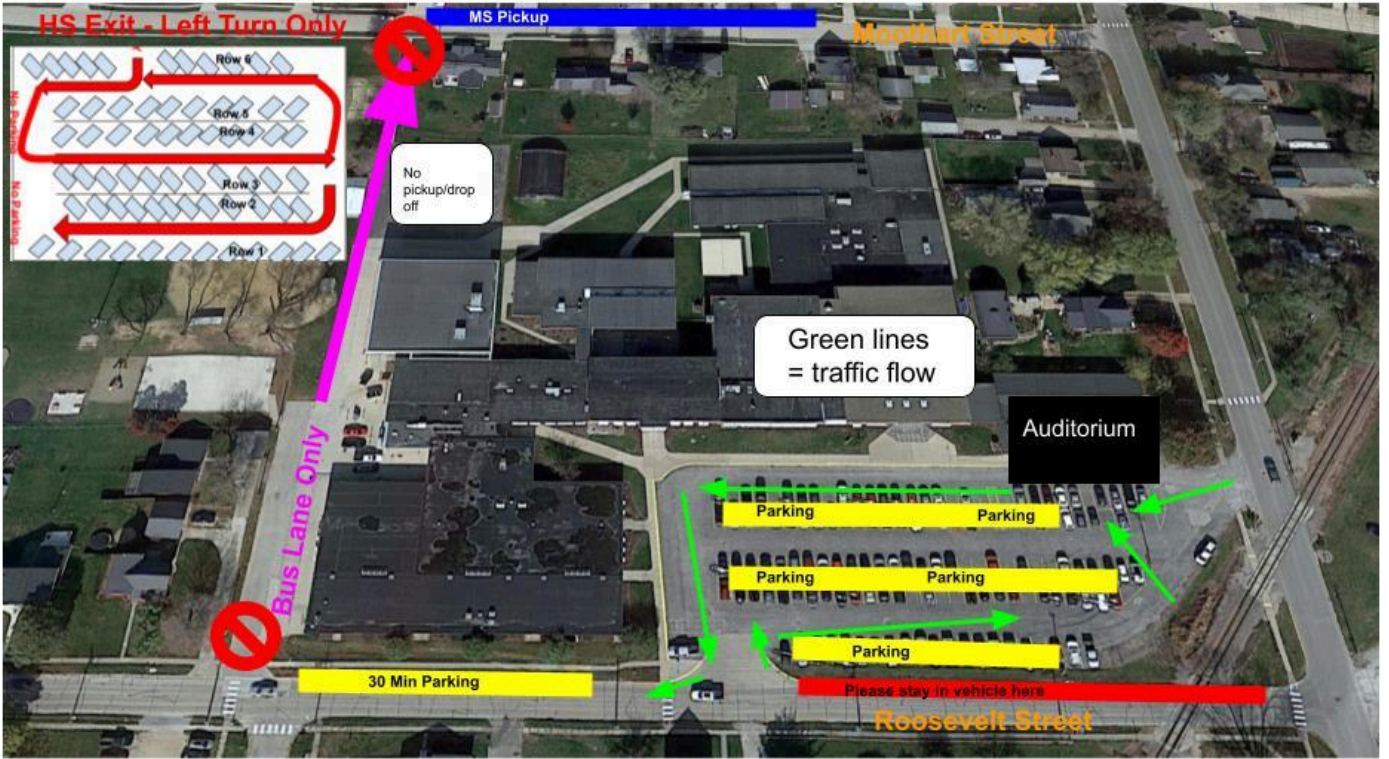 HS Exit - Left Turn Only
MS Pickup
Moothart Street
Row 6
Row 5
Row 4
Row 3
Row 2
Row 1
No Parking
No Parking
No
pickup/drop
off
Green lines
= traffic flow
Auditorium
Bus Lane Only
Parking
Parking
Parking
Parking
Parking
30 Min Parking
Please stay in vehicle here
Roosevelt Street